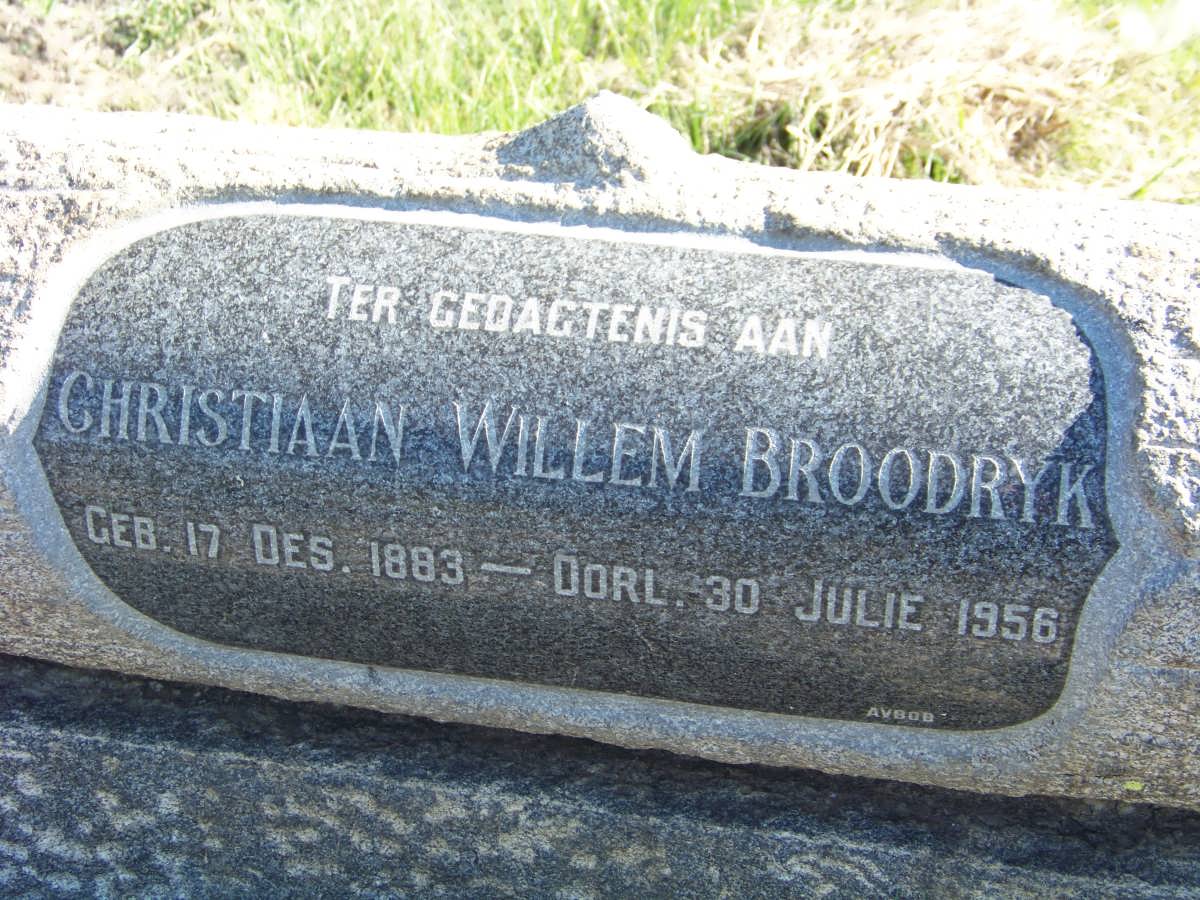 TER GEDAGTENIS AAN
CHRISTIAAN WILLEM BROODRYK
GEB. 17 DES. 1883 — OORL. 30 JULIE 1956
AVBOB